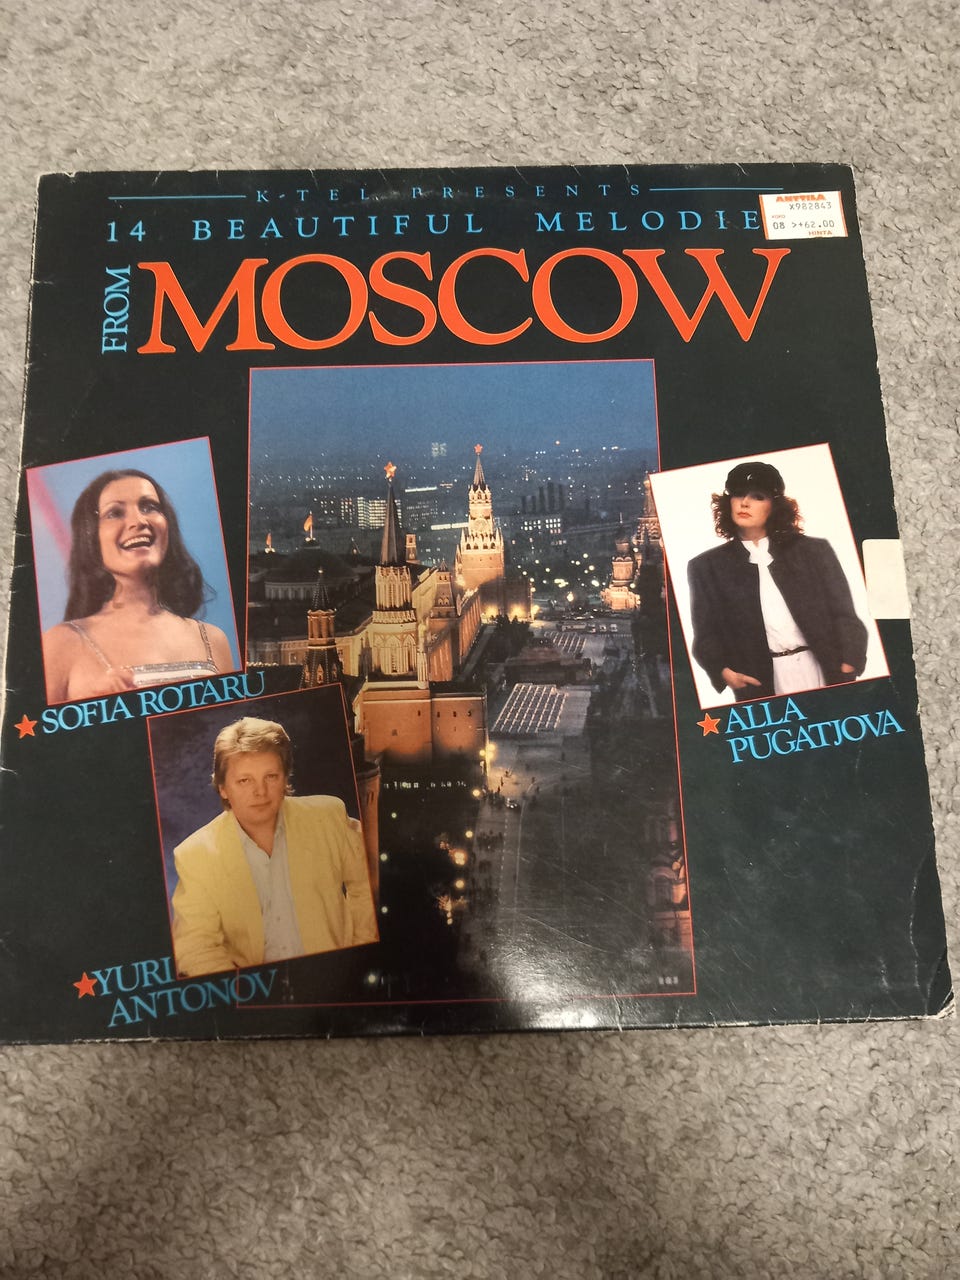 K-TEL PRESENTS
14 BEAUTIFUL MELODIE
FROM
MOSCOW
ANTTILA
X982843
KOKO
08 >+62.00
HINTA
SOFIA ROTARU
ALLA
PUGATJOVA
YURI
ANTONOV